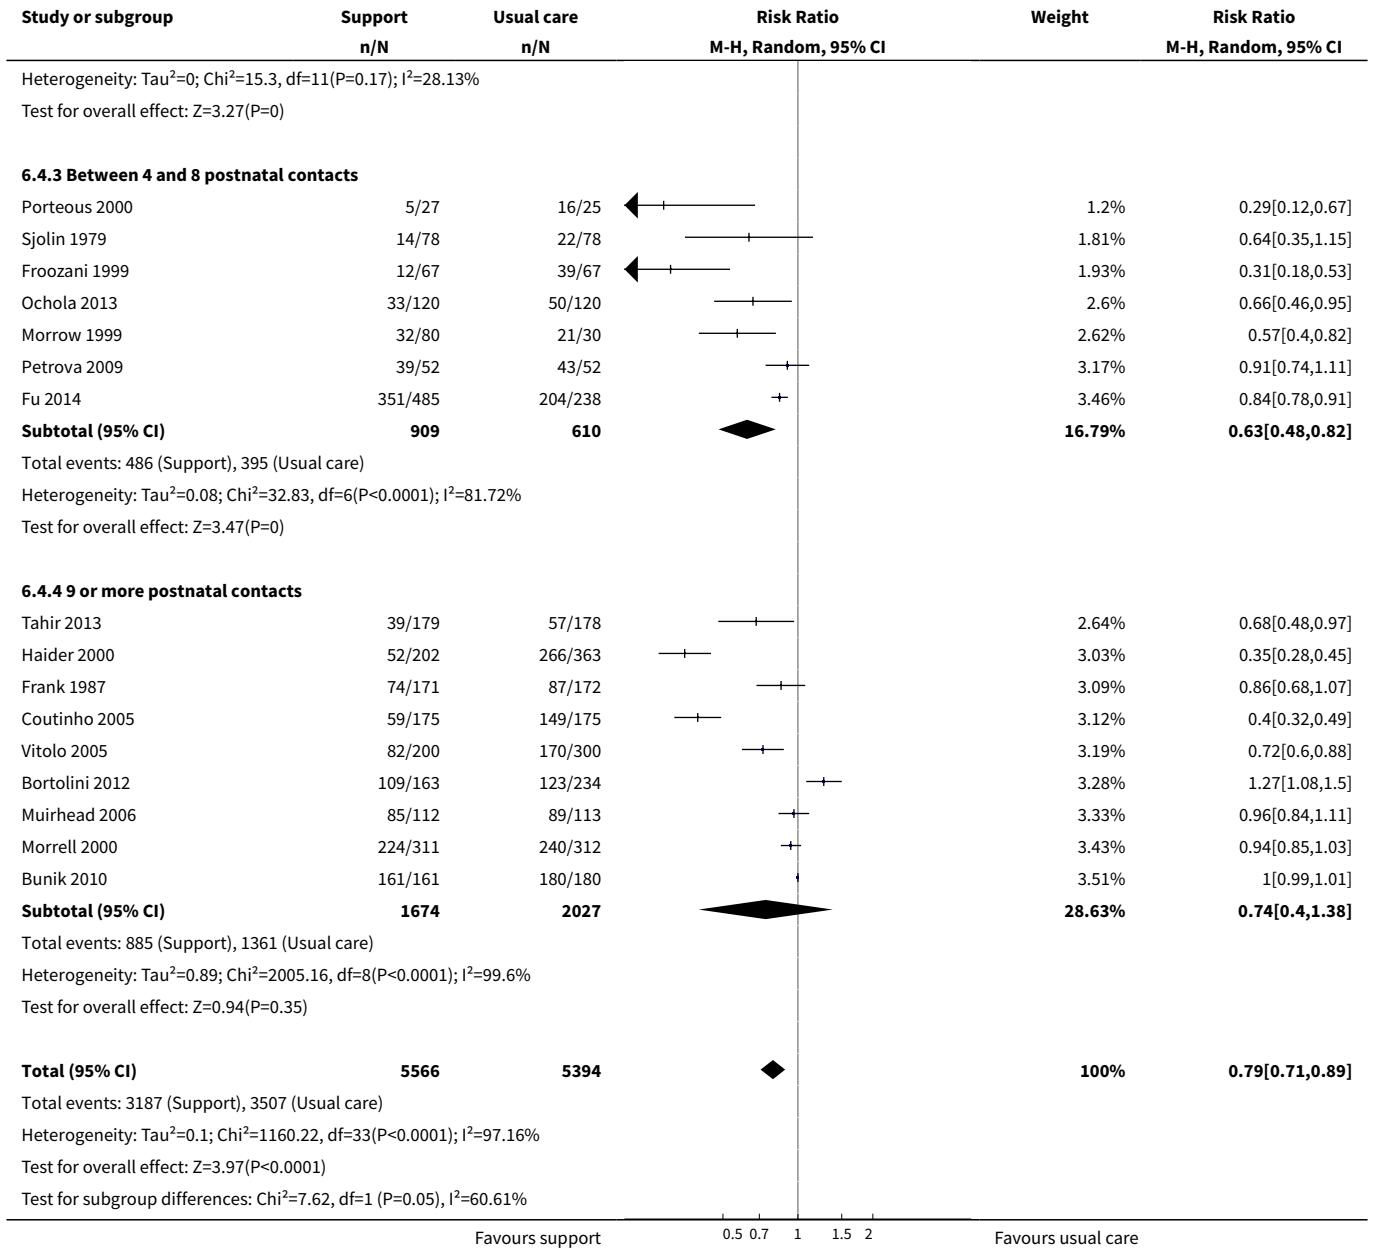 Study or subgroup Support Usual care Risk Ratio Weight Risk Ratio
n/N n/N M-H, Random, 95% CI M-H, Random, 95% CI
Heterogeneity: Tau²=0; Chi²=15.3, df=11(P=0.17); I²=28.13%
Test for overall effect: Z=3.27(P=0)
6.4.3 Between 4 and 8 postnatal contacts
Porteous 2000 5/27 16/25 1.2% 0.29[0.12,0.67]
Sjolin 1979 14/78 22/78 1.81% 0.64[0.35,1.15]
Froozani 1999 12/67 39/67 1.93% 0.31[0.18,0.53]
Ochola 2013 33/120 50/120 2.6% 0.66[0.46,0.95]
Morrow 1999 32/80 21/30 2.62% 0.57[0.4,0.82]
Petrova 2009 39/52 43/52 3.17% 0.91[0.74,1.11]
Fu 2014 351/485 204/238 3.46% 0.84[0.78,0.91]
Subtotal (95% CI) 909 610 16.79% 0.63[0.48,0.82]
Total events: 486 (Support), 395 (Usual care)
Heterogeneity: Tau²=0.08; Chi²=32.83, df=6(P<0.0001); I²=81.72%
Test for overall effect: Z=3.47(P=0)
6.4.4 9 or more postnatal contacts
Tahir 2013 39/179 57/178 2.64% 0.68[0.48,0.97]
Haider 2000 52/202 266/363 3.03% 0.35[0.28,0.45]
Frank 1987 74/171 87/172 3.09% 0.86[0.68,1.07]
Coutinho 2005 59/175 149/175 3.12% 0.4[0.32,0.49]
Vitolo 2005 82/200 170/300 3.19% 0.72[0.6,0.88]
Bortolini 2012 109/163 123/234 3.28% 1.27[1.08,1.5]
Muirhead 2006 85/112 89/113 3.33% 0.96[0.84,1.11]
Morrell 2000 224/311 240/312 3.43% 0.94[0.85,1.03]
Bunik 2010 161/161 180/180 3.51% 1[0.99,1.01]
Subtotal (95% CI) 1674 2027 28.63% 0.74[0.4,1.38]
Total events: 885 (Support), 1361 (Usual care)
Heterogeneity: Tau²=0.89; Chi²=2005.16, df=8(P<0.0001); I²=99.6%
Test for overall effect: Z=0.94(P=0.35)
Total (95% CI) 5566 5394 100% 0.79[0.71,0.89]
Total events: 3187 (Support), 3507 (Usual care)
Heterogeneity: Tau²=0.1; Chi²=1160.22, df=33(P<0.0001); I²=97.16%
Test for overall effect: Z=3.97(P<0.0001)
Test for subgroup differences: Chi²=7.62, df=1 (P=0.05), I²=60.61%
Favours support 0.5 0.7 1 1.5 2 Favours usual care